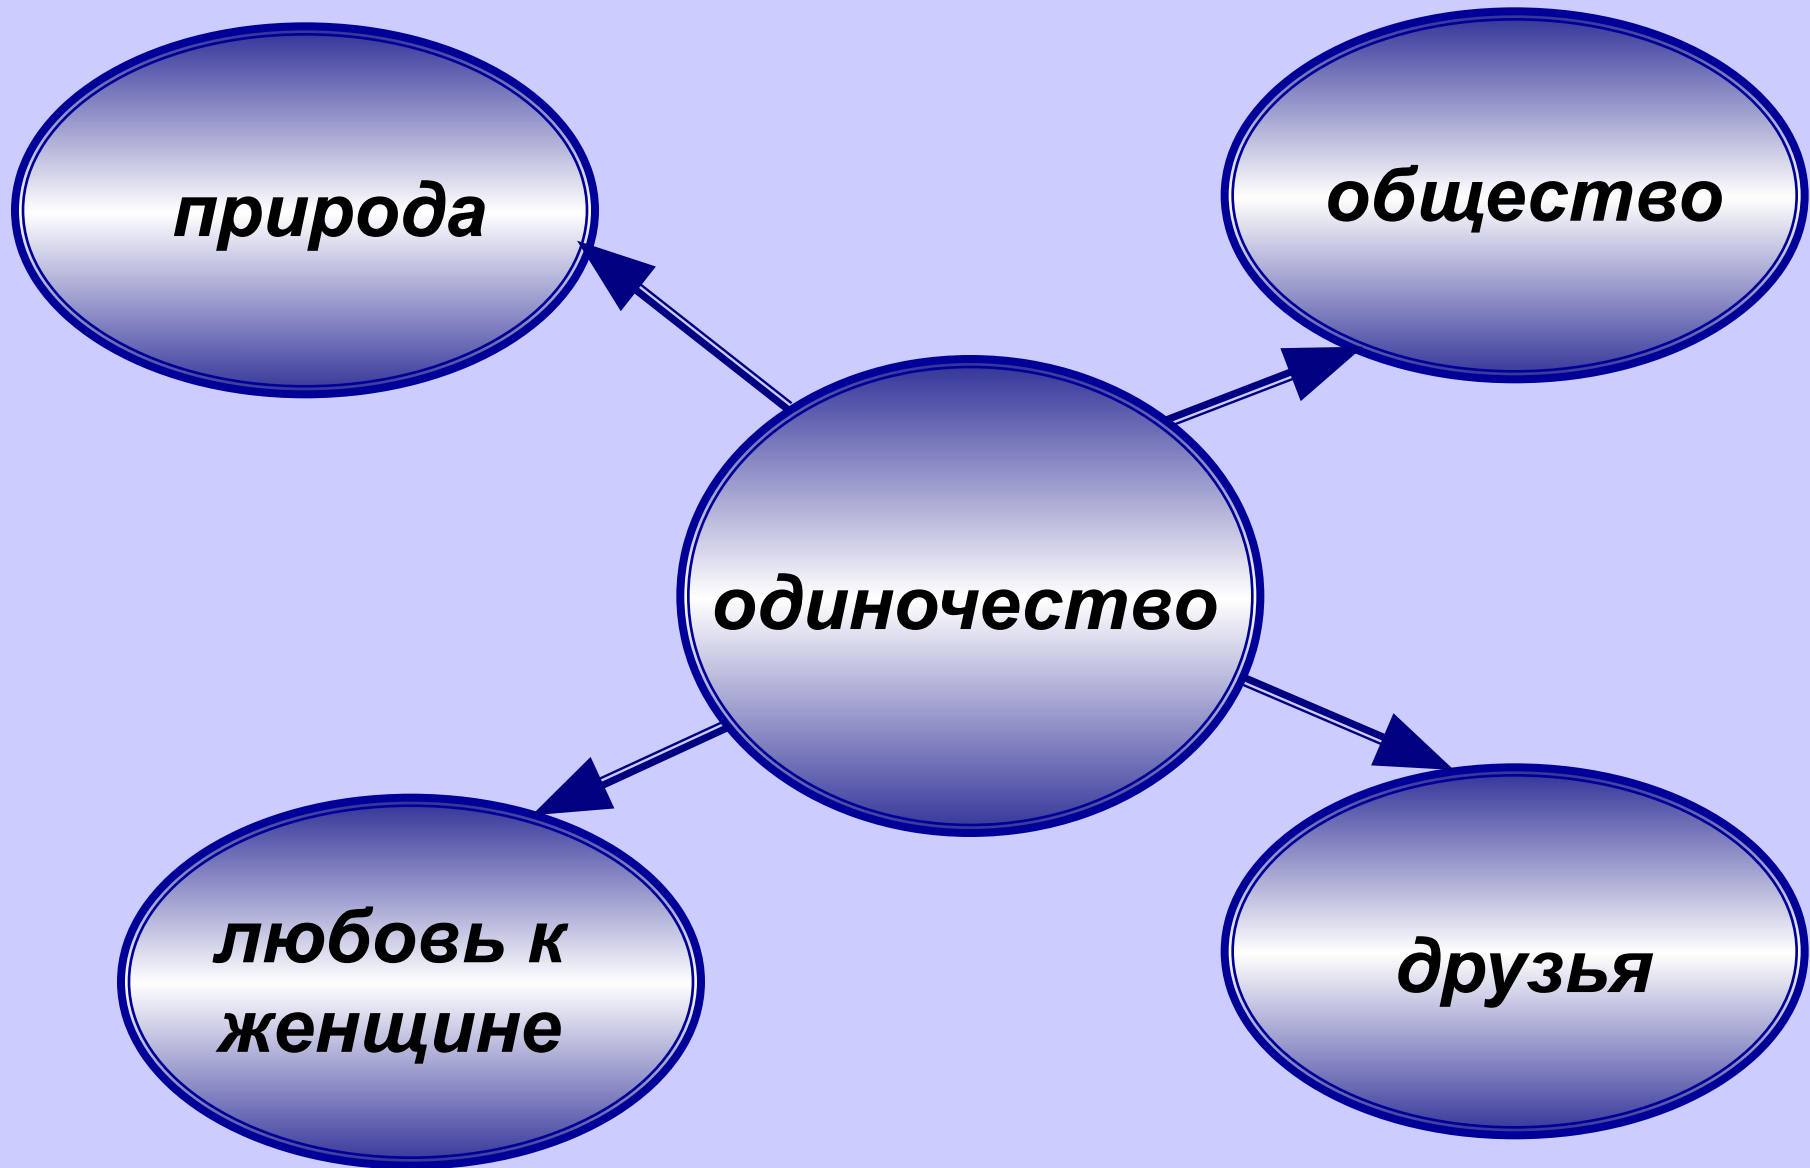 природа
общество
одиночество
любовь к
женщине
друзья